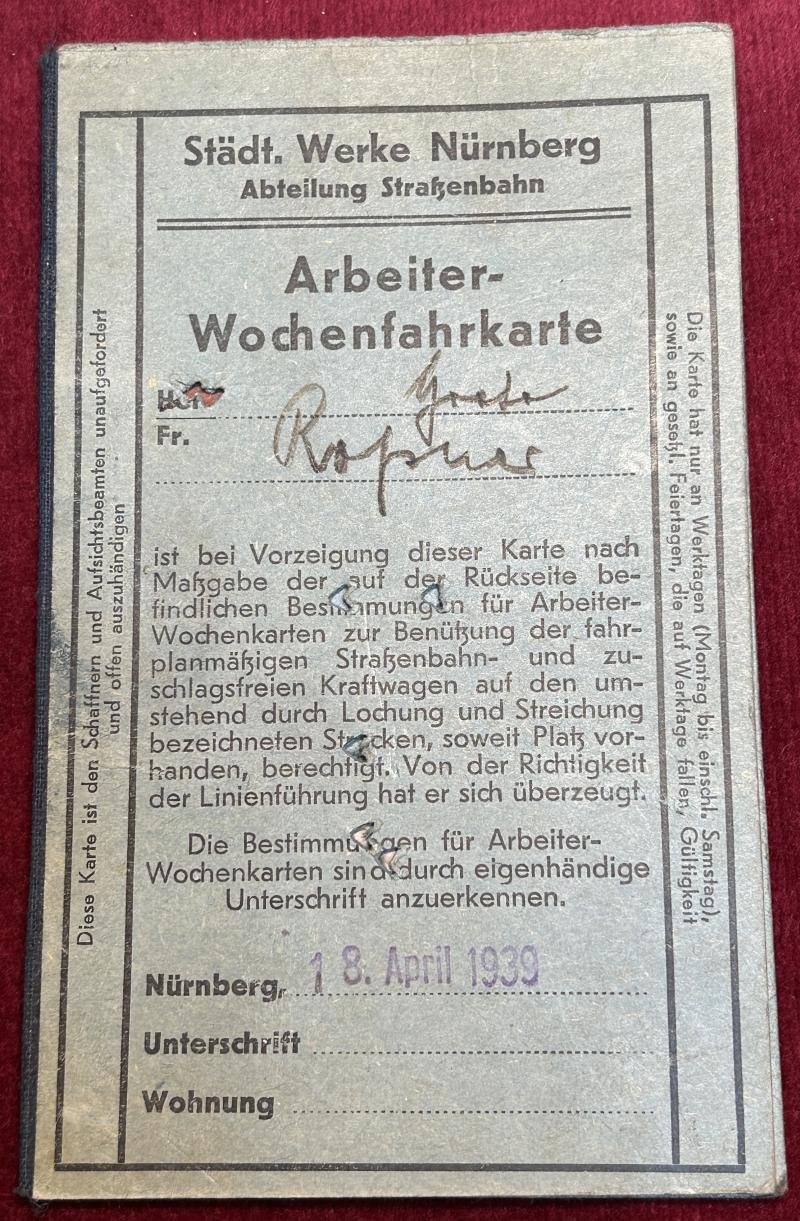 Städt. Werke Nürnberg
Abteilung Straßenbahn
Arbeiter-
Wochenfahrkarte
Herr Grete
Fr. Roßner
ist bei Vorzeigung dieser Karte nach
Maßgabe der auf der Rückseite be-
findlichen Bestimmungen für Arbeiter-
Wochenkarten zur Benützung der fahr-
planmäßigen Straßenbahn- und zu-
schlagsfreien Kraftwagen auf den um-
stehend durch Lochung und Streichung
bezeichneten Strecken, soweit Platz vor-
handen, berechtigt. Von der Richtigkeit
der Linienführung hat er sich überzeugt.
Die Bestimmungen für Arbeiter-
Wochenkarten sind durch eigenhändige
Unterschrift anzuerkennen.
Nürnberg, 18. April 1939
Unterschrift
Wohnung
Diese Karte ist den Schaffnern und Aufsichtsbeamten unaufgefordert
und offen auszuhändigen
Die Karte hat nur an Werktagen (Montag bis einschl. Samstag),
sowie an gesetzl. Feiertagen, die auf Werktage fallen, Gültigkeit